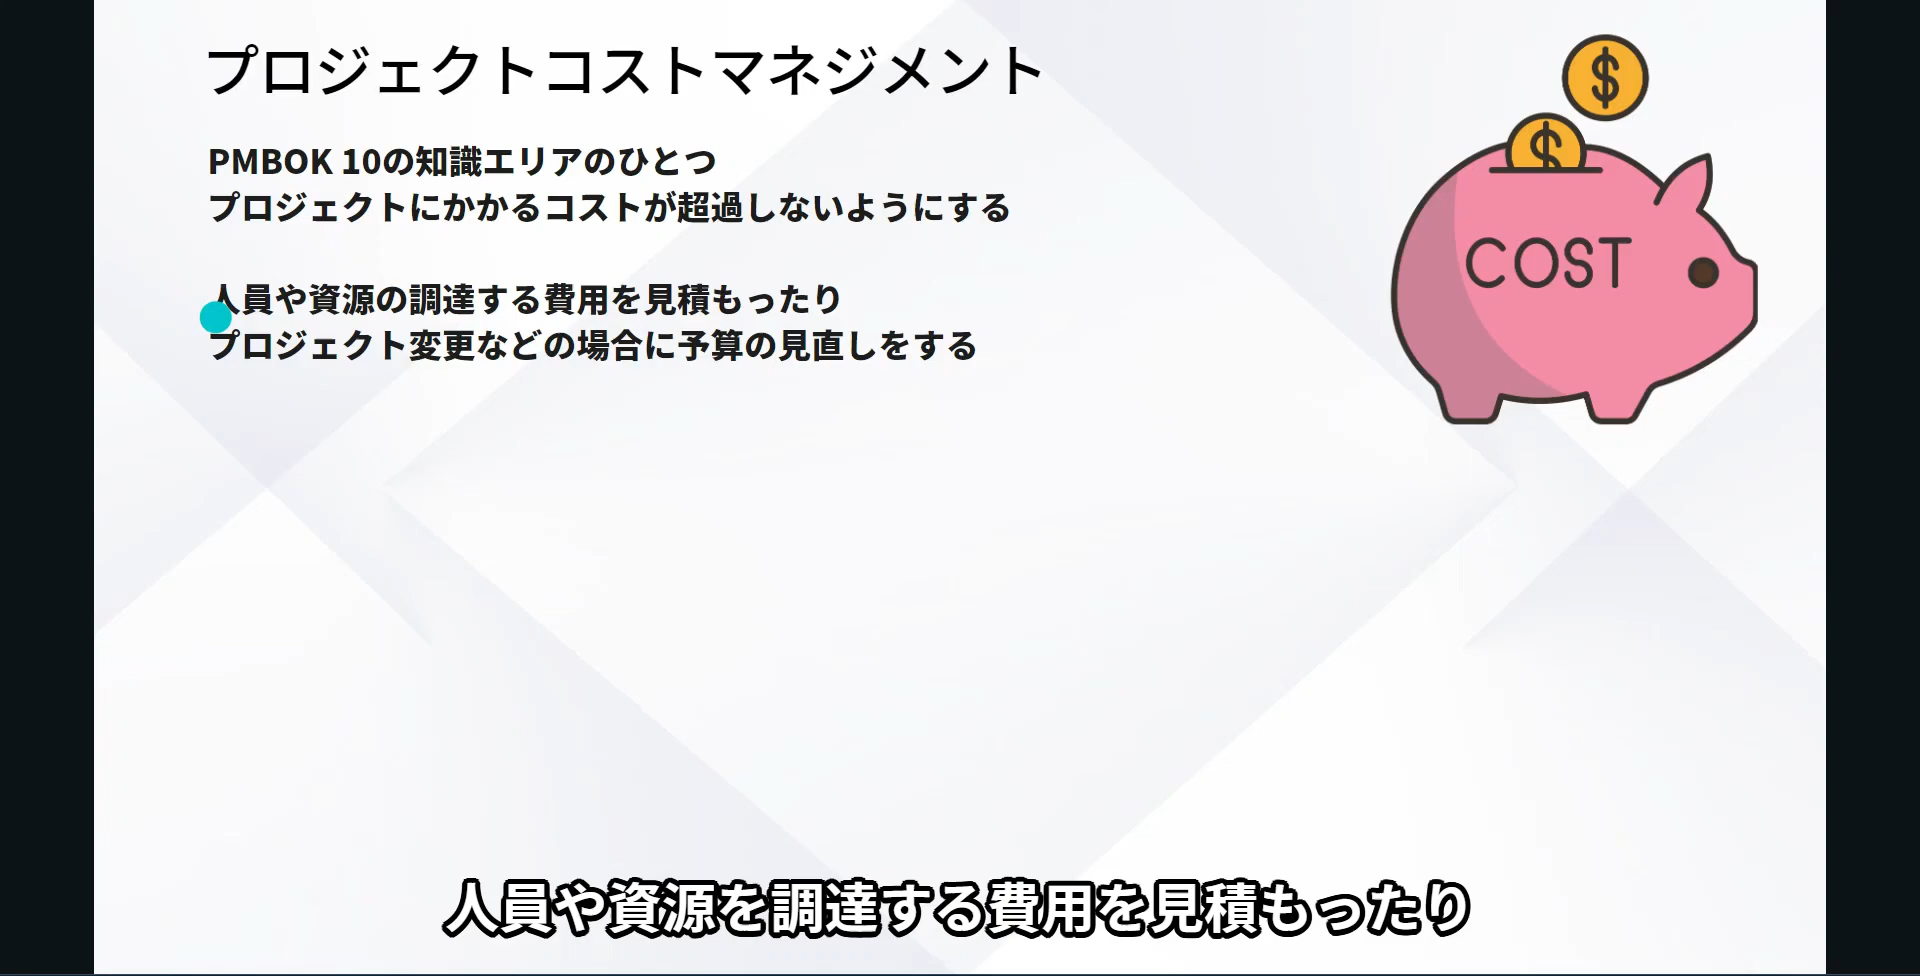 プロジェクトコストマネジメント
PMBOK 10の知識エリアのひとつ
プロジェクトにかかるコストが超過しないようにする
人員や資源の調達する費用を見積もったり
プロジェクト変更などの場合に予算の見直しをする
$
$
COST
人員や資源を調達する費用を見積もったり